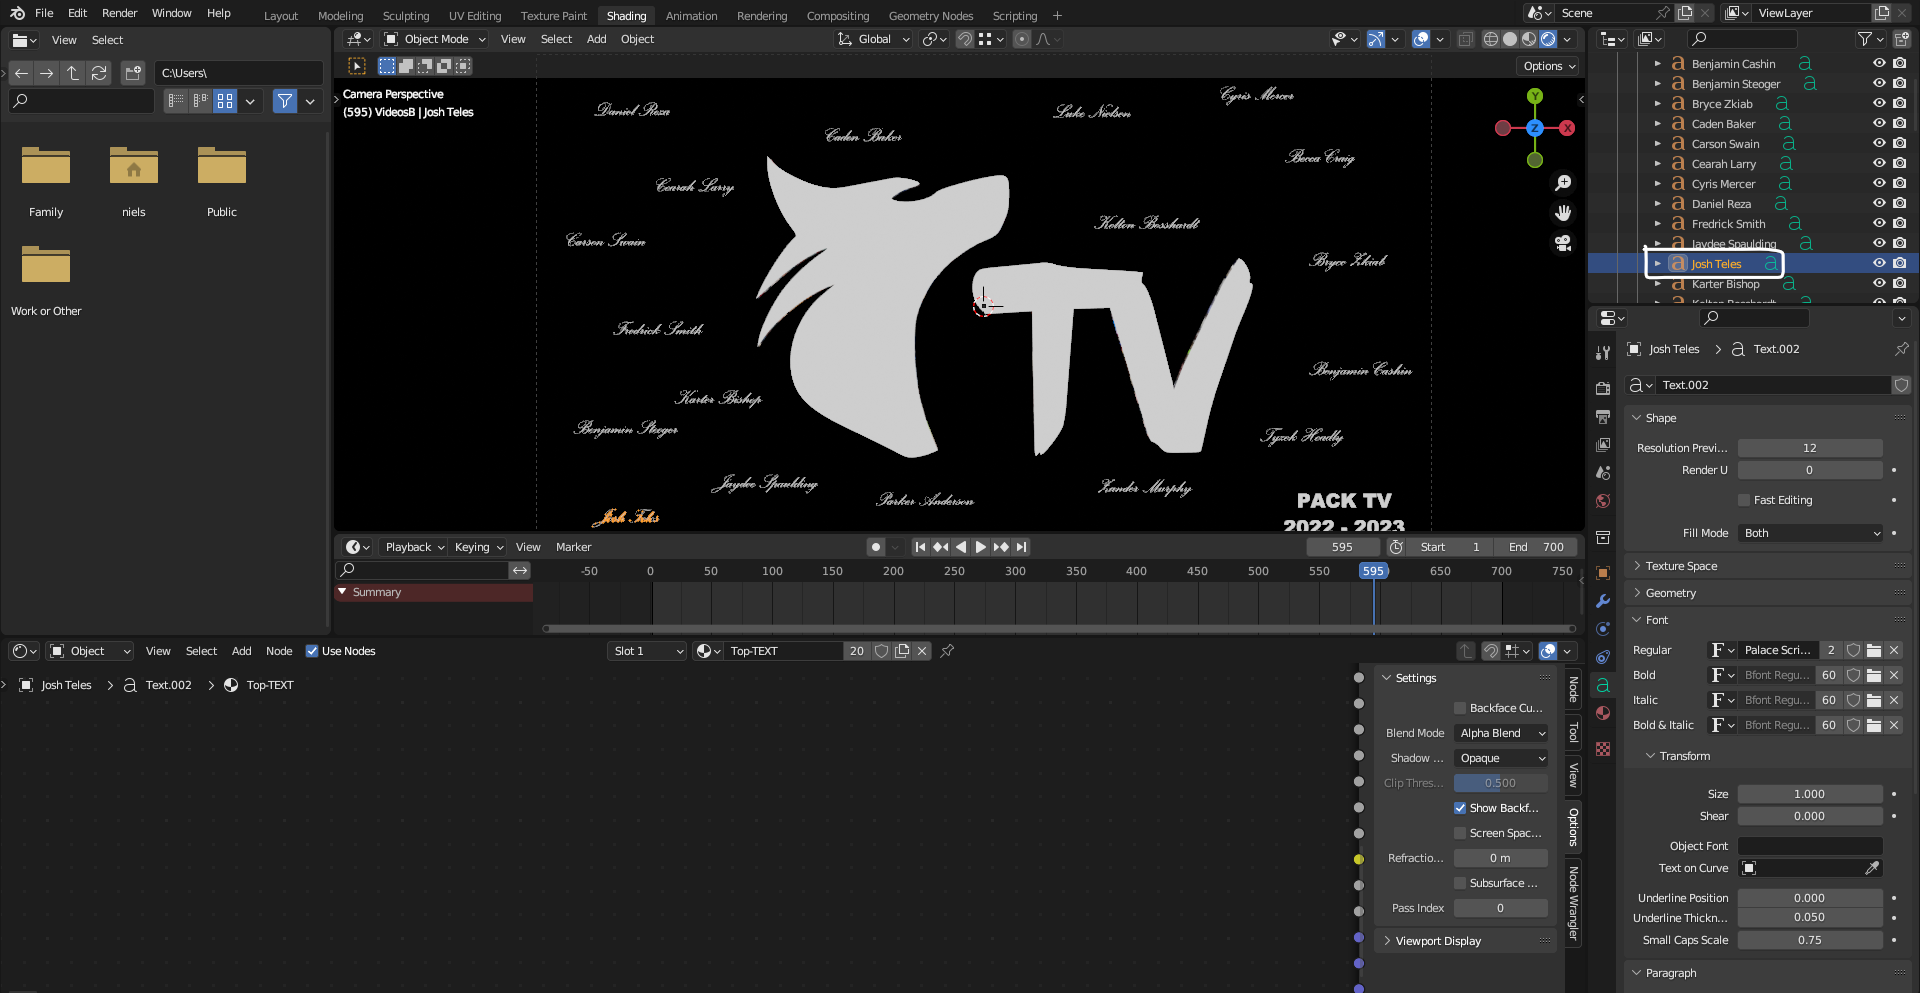 File Edit Render Window Help Layout Modeling Sculpting UV Editing Texture Paint Shading Animation Rendering Compositing Geometry Nodes Scripting + Scene ViewLayer
View Select
Object Mode View Select Add Object Global
C:\Users\
Options
Family niels Public
Work or Other
Camera Perspective
(595) VideosB | Josh Teles
Daniel Reza
Caden Baker
Luke Nielson
Cyris Mercer
Becca Craig
Cearah Larry
Kolton Bosshardt
Carson Swain
Bryce Zkiab
TV
Fredrick Smith
Benjamin Cashin
Karter Bishop
Benjamin Steoger
Tyzek Headly
Jaydee Spaulding
Parker Anderson
Zander Murphy
Josh Teles
PACK TV
2022 - 2023
Y
X
Z
Benjamin Cashin
Benjamin Steoger
Bryce Zkiab
Caden Baker
Carson Swain
Cearah Larry
Cyris Mercer
Daniel Reza
Fredrick Smith
Jaydee Spaulding
Josh Teles
Karter Bishop
Kolton Bosshardt
Playback Keying View Marker 595 Start 1 End 700
-50 0 50 100 150 200 250 300 350 400 450 500 550 595 650 700 750
Summary
Object View Select Add Node Use Nodes Slot 1 Top-TEXT 20
Josh Teles > Text.002 > Top-TEXT
Settings
Backface Cu...
Blend Mode Alpha Blend
Shadow ... Opaque
Clip Thres... 0.500
Show Backf...
Screen Spac...
Refractio... 0 m
Subsurface ...
Pass Index 0
Viewport Display
Node
Tool
View
Options
Node Wrangler
Josh Teles > Text.002
Text.002
Shape
Resolution Previ... 12
Render U 0
Fast Editing
Fill Mode Both
Texture Space
Geometry
Font
Regular Palace Scri... 2
Bold Bfont Regu... 60
Italic Bfont Regu... 60
Bold & Italic Bfont Regu... 60
Transform
Size 1.000
Shear 0.000
Object Font
Text on Curve
Underline Position 0.000
Underline Thickn... 0.050
Small Caps Scale 0.75
Paragraph